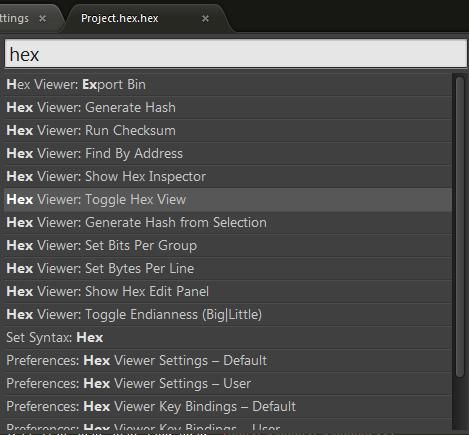 ttings × Project.hex.hex ×
hex
Hex Viewer: Export Bin
Hex Viewer: Generate Hash
Hex Viewer: Run Checksum
Hex Viewer: Find By Address
Hex Viewer: Show Hex Inspector
Hex Viewer: Toggle Hex View
Hex Viewer: Generate Hash from Selection
Hex Viewer: Set Bits Per Group
Hex Viewer: Set Bytes Per Line
Hex Viewer: Show Hex Edit Panel
Hex Viewer: Toggle Endianness (Big|Little)
Set Syntax: Hex
Preferences: Hex Viewer Settings – Default
Preferences: Hex Viewer Settings – User
Preferences: Hex Viewer Key Bindings – Default
Preferences: Hex Viewer Key Bindings – User